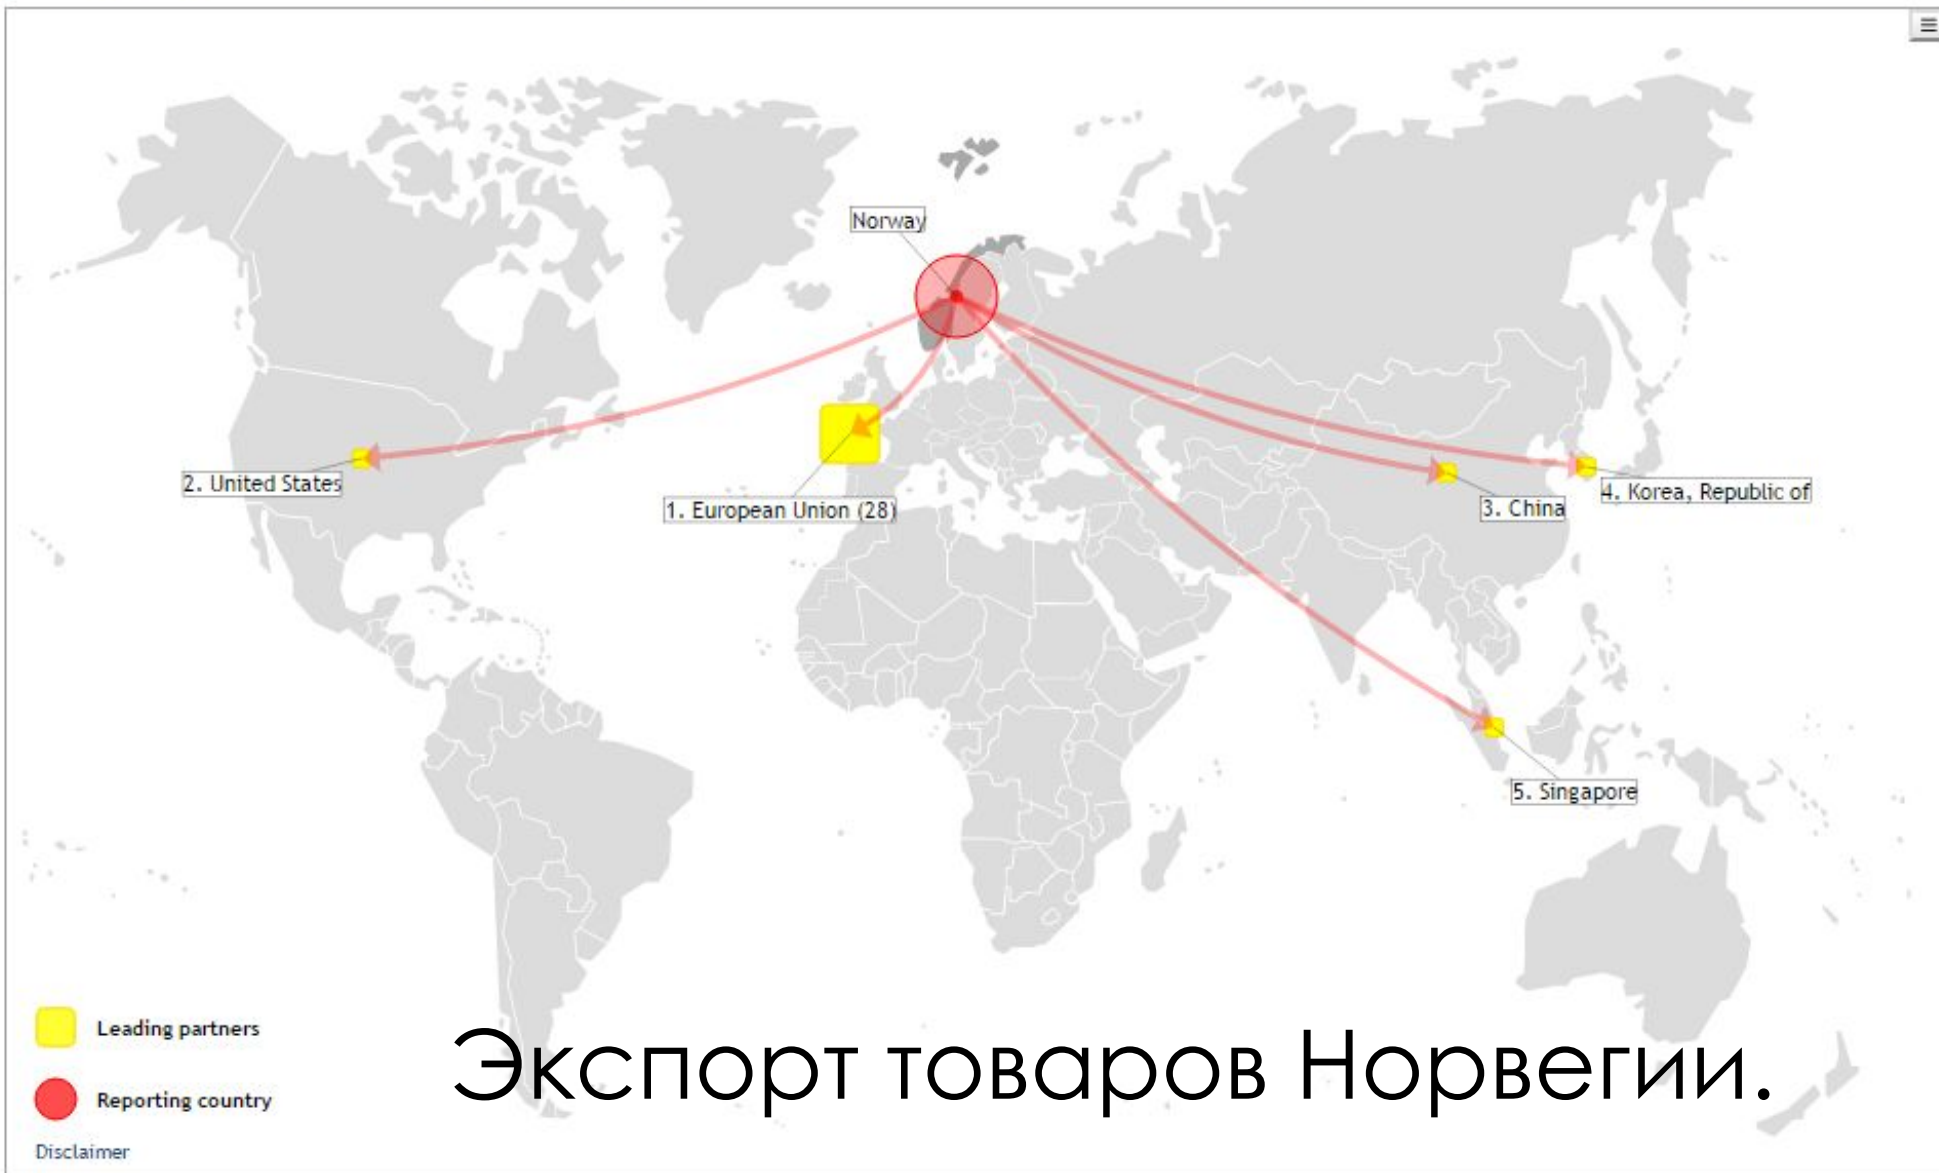 Norway
2. United States
1. European Union (28)
4. Korea, Republic of
3. China
5. Singapore
Leading partners
Reporting country
Disclaimer
Экспорт товаров Норвегии.